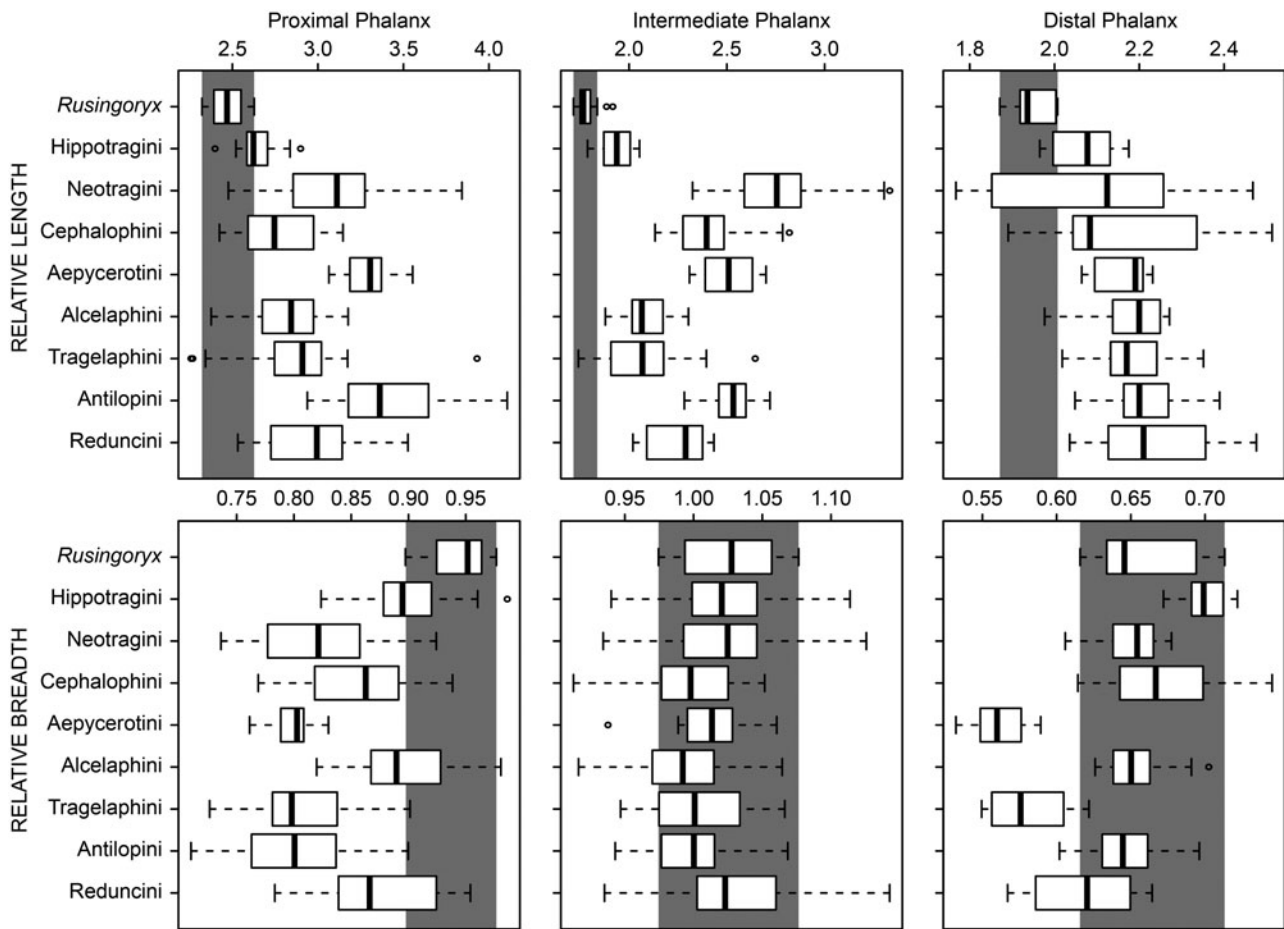 Proximal Phalanx Intermediate Phalanx Distal Phalanx
2.5 3.0 3.5 4.0 2.0 2.5 3.0 1.8 2.0 2.2 2.4
RELATIVE LENGTH
Rusingoryx
Hippotragini
Neotragini
Cephalophini
Aepycerotini
Alcelaphini
Tragelaphini
Antilopini
Reduncini
0.75 0.80 0.85 0.90 0.95 0.95 1.00 1.05 1.10 0.55 0.60 0.65 0.70
RELATIVE BREADTH
Rusingoryx
Hippotragini
Neotragini
Cephalophini
Aepycerotini
Alcelaphini
Tragelaphini
Antilopini
Reduncini